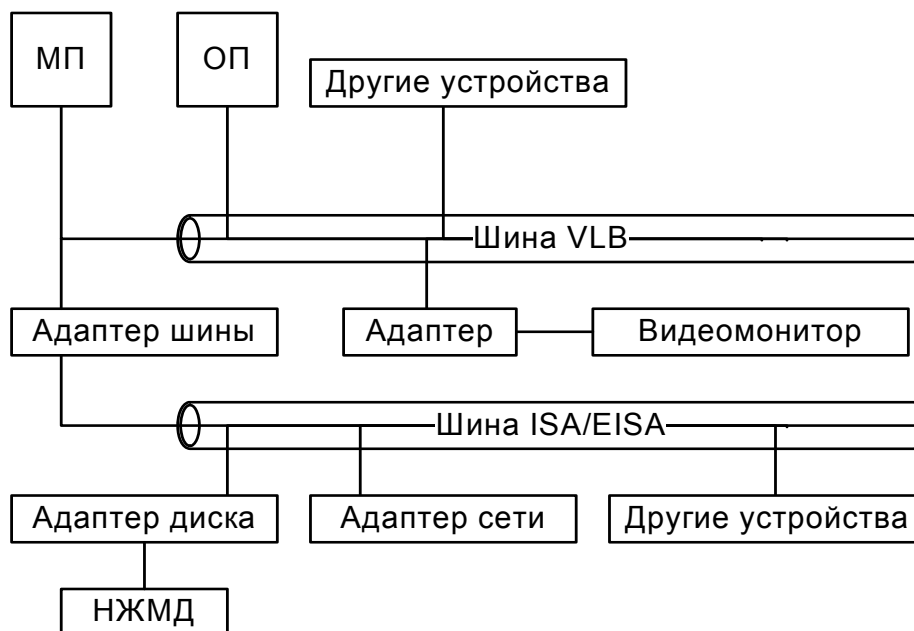 МП
ОП
Другие устройства
Шина VLB
Адаптер шины
Адаптер
Видеомонитор
Шина ISA/EISA
Адаптер диска
Адаптер сети
Другие устройства
НЖМД